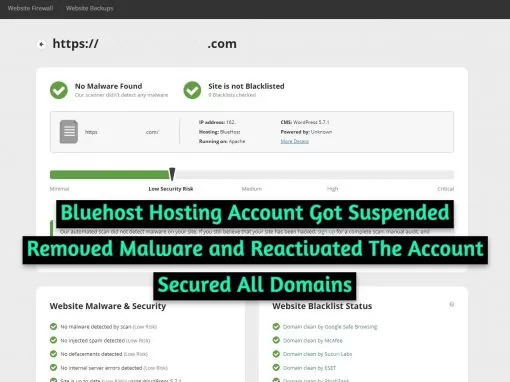 Website Firewall Website Backups
https:// .com
No Malware Found
Our scanner didn't detect any malware
Site is not Blacklisted
9 Blacklists checked
https .com/
IP address: 162.
Hosting: BlueHost
Running on: Apache
CMS: WordPress 5.7.1
Powered by: Unknown
More Details
Minimal Low Security Risk Medium High Critical
Bluehost Hosting Account Got Suspended
Our automated scan did not detect malware on your site. If you still believe that your site has been hacked, sign up for a complete scan, manual audit, and
Removed Malware and Reactivated The Account
Secured All Domains
Website Malware & Security
No malware detected by scan (Low Risk)
No injected spam detected (Low Risk)
No defacements detected (Low Risk)
No internal server errors detected (Low Risk)
Site is up to date (Low Risk) using WordPress 5.7.1
Website Blacklist Status
Domain clean by Google Safe Browsing
Domain clean by McAfee
Domain clean by Sucuri Labs
Domain clean by ESET
Domain clean by PhishTank